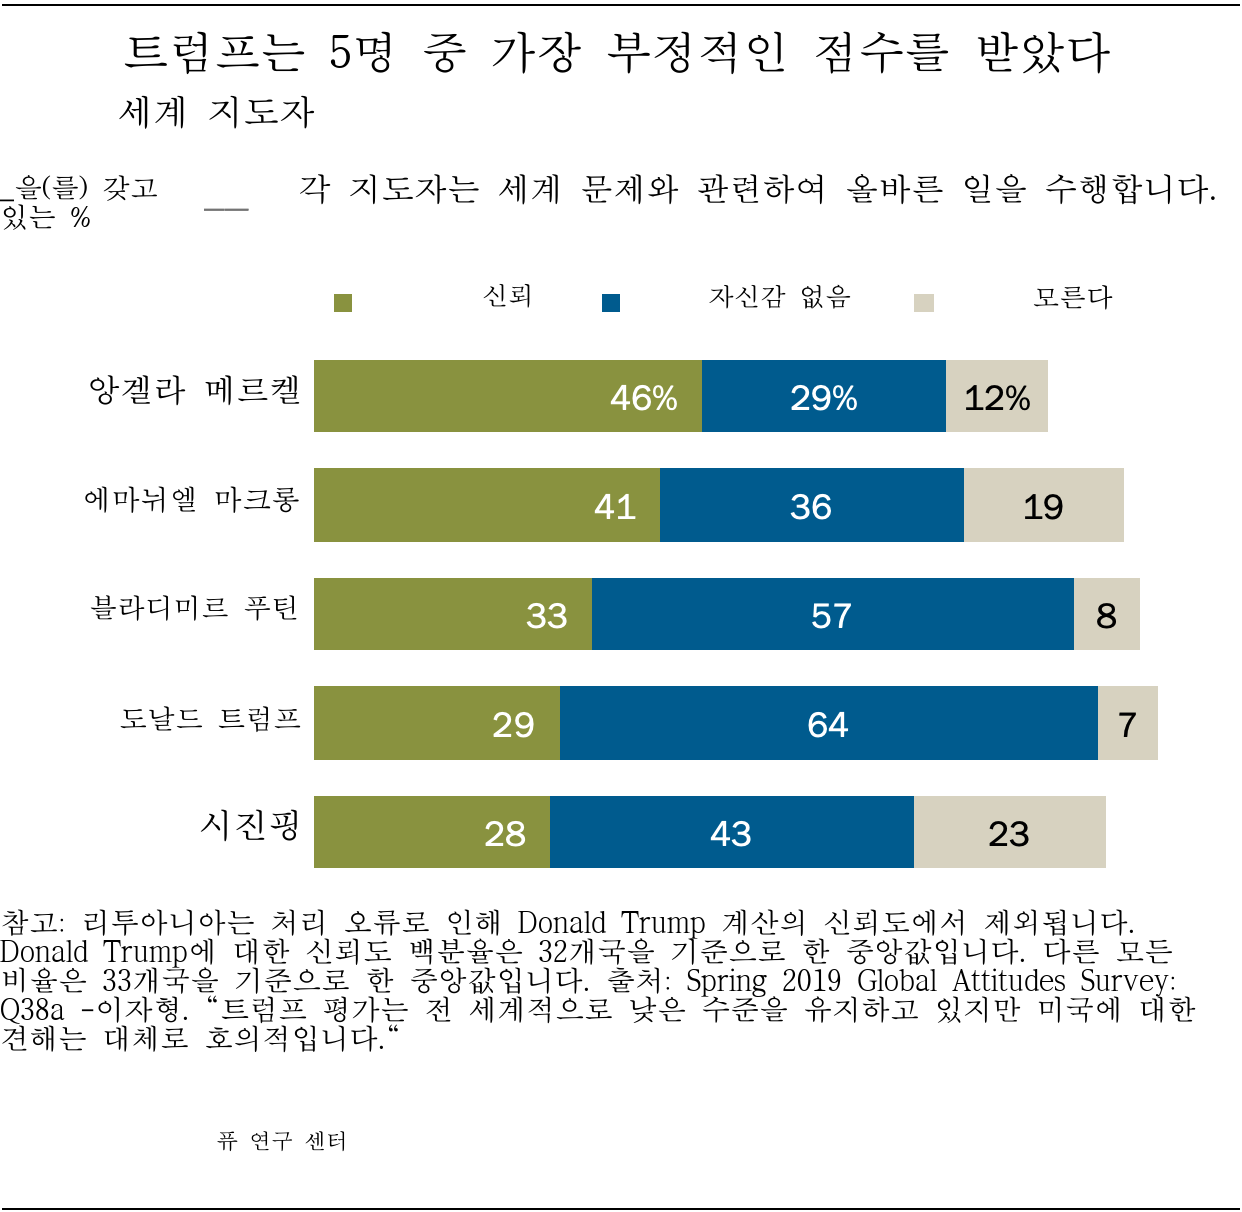 트럼프는 5명 중 가장 부정적인 점수를 받았다
세계 지도자
_을(를) 갖고 __ 각 지도자는 세계 문제와 관련하여 올바른 일을 수행합니다.
있는 %
신뢰 자신감 없음 모른다
앙겔라 메르켈 46% 29% 12%
에마뉘엘 마크롱 41 36 19
블라디미르 푸틴 33 57 8
도날드 트럼프 29 64 7
시진핑 28 43 23
참고: 리투아니아는 처리 오류로 인해 Donald Trump 계산의 신뢰도에서 제외됩니다.
Donald Trump에 대한 신뢰도 백분율은 32개국을 기준으로 한 중앙값입니다. 다른 모든
비율은 33개국을 기준으로 한 중앙값입니다. 출처: Spring 2019 Global Attitudes Survey:
Q38a -이자형. “트럼프 평가는 전 세계적으로 낮은 수준을 유지하고 있지만 미국에 대한
견해는 대체로 호의적입니다.“
퓨 연구 센터